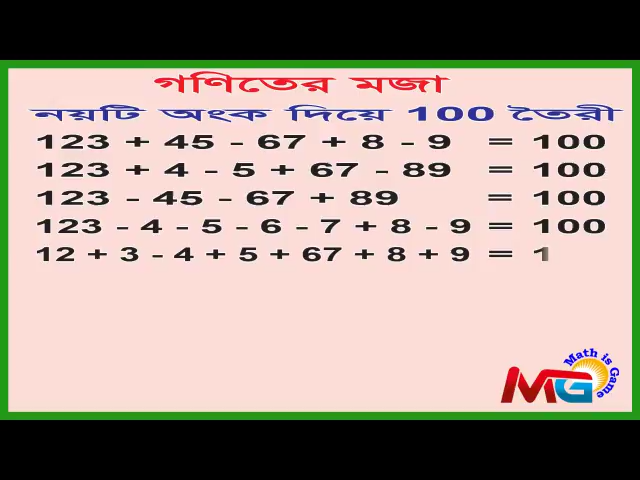 গণিতের মজা
নয়টি অংক দিয়ে 100 তৈরী
123 + 45 - 67 + 8 - 9 = 100
123 + 4 - 5 + 67 - 89 = 100
123 - 45 - 67 + 89 = 100
123 - 4 - 5 - 6 - 7 + 8 - 9 = 100
12 + 3 - 4 + 5 + 67 + 8 + 9 = 1
Math is Game
MG